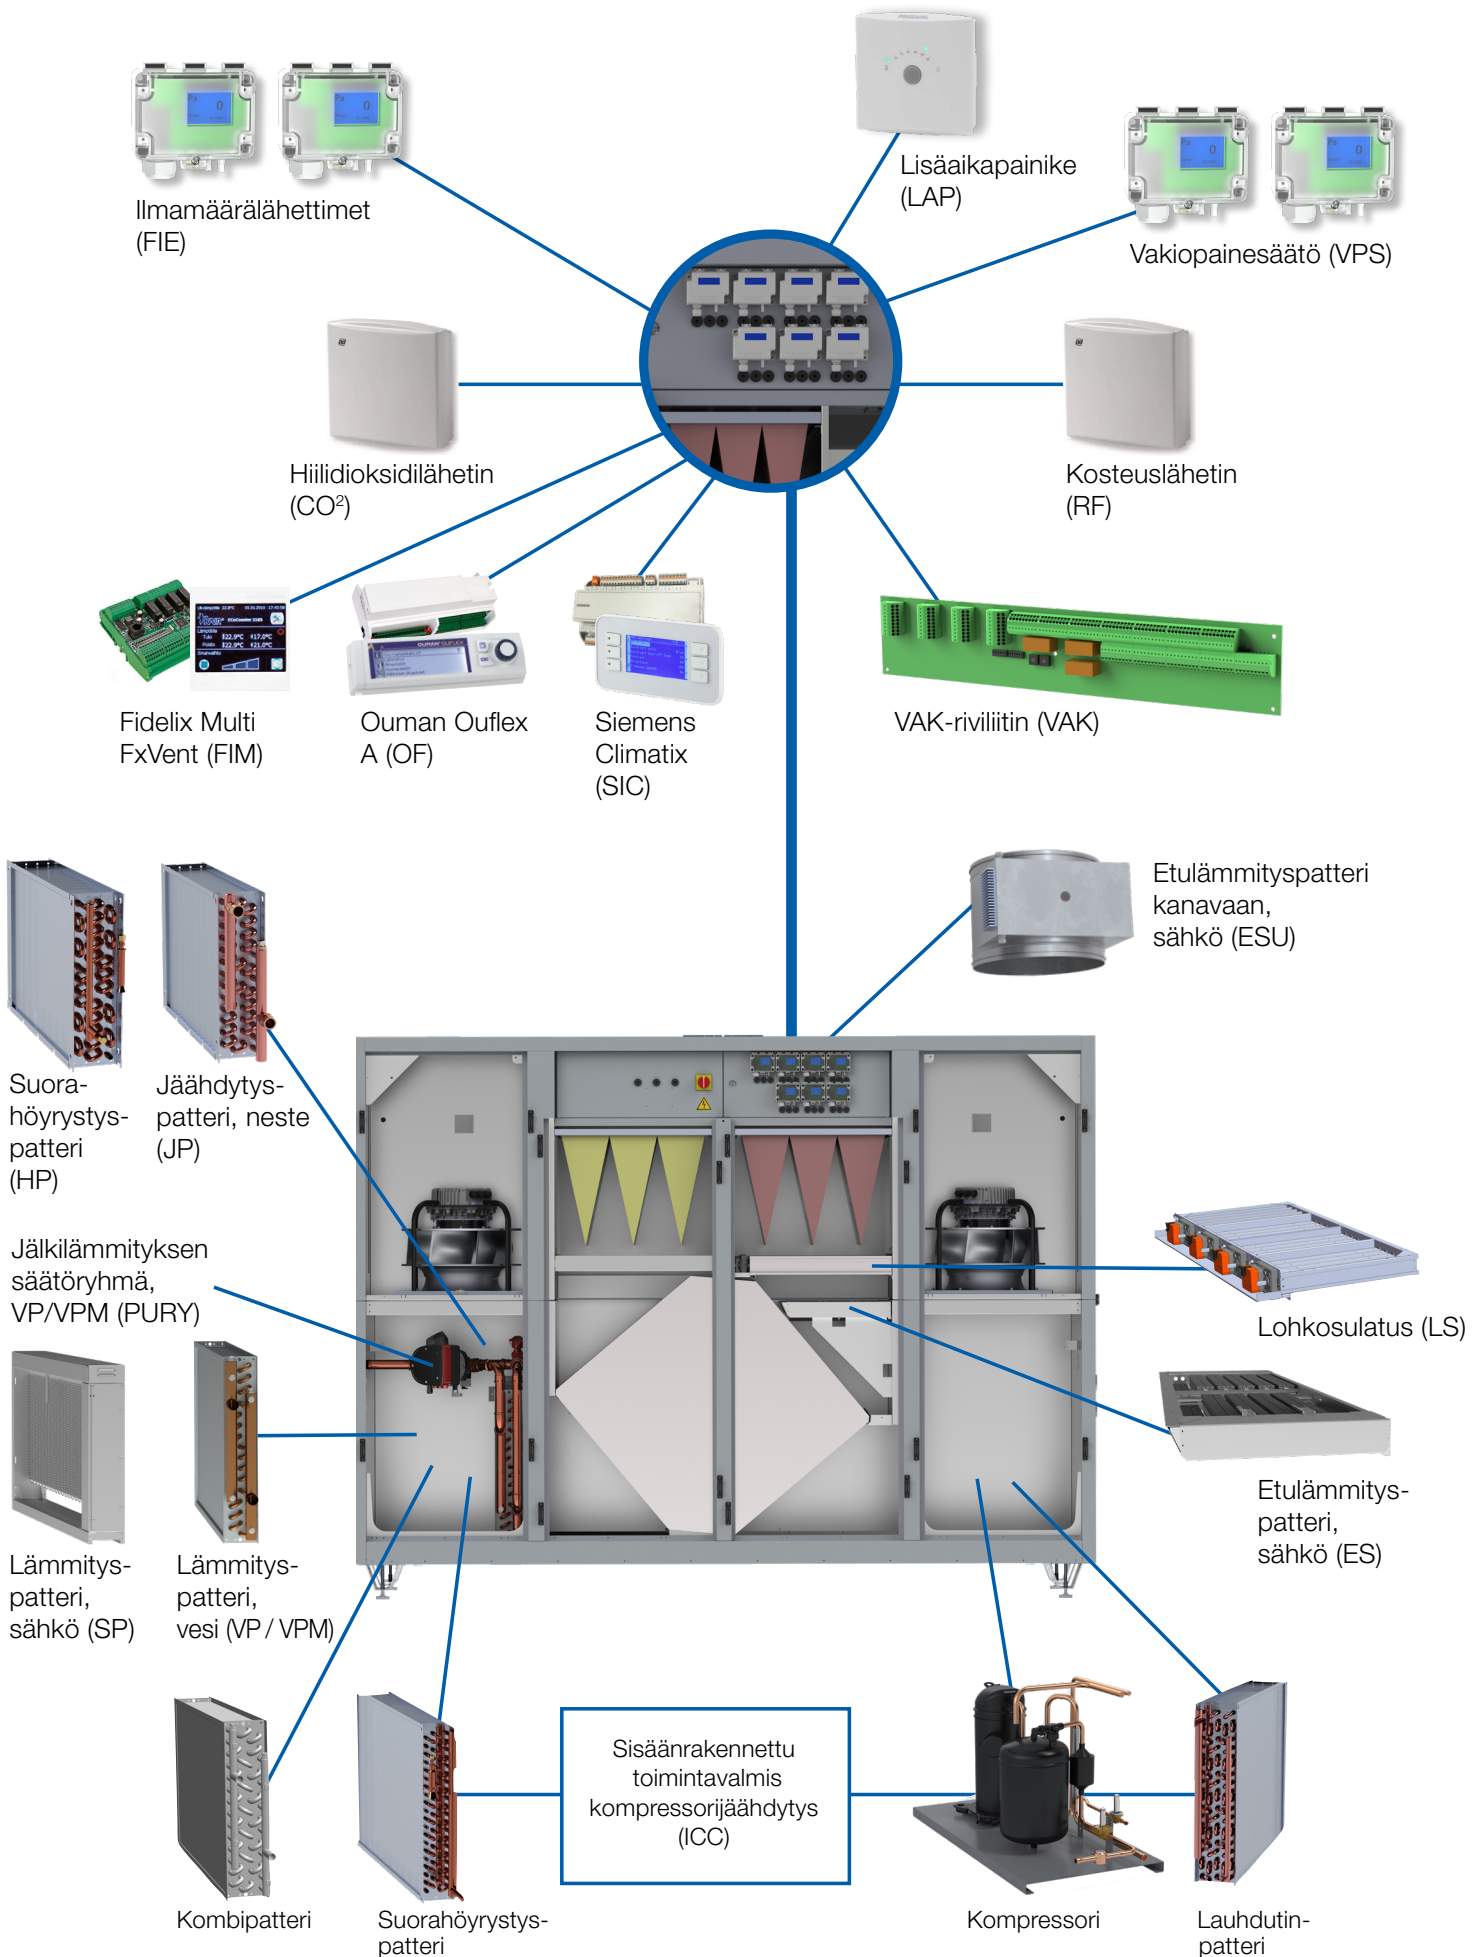 Lisäaikapainike
(LAP)
Ilmamäärälähettimet
(FIE)
Vakiopainesäätö (VPS)
Hiilidioksidilähetin
(CO²)
Kosteuslähetin
(RF)
Fidelix Multi
FxVent (FIM)
Ouman Ouflex
A (OF)
Siemens
Climatix
(SIC)
VAK-riviliitin (VAK)
Etulämmityspatteri
kanavaan,
sähkö (ESU)
Suora-
höyrystys-
patteri
(HP)
Jäähdytys-
patteri, neste
(JP)
Jälkilämmityksen
säätöryhmä,
VP/VPM (PURY)
Lohkosulatus (LS)
Etulämmitys-
patteri,
sähkö (ES)
Lämmitys-
patteri,
sähkö (SP)
Lämmitys-
patteri,
vesi (VP / VPM)
Sisäänrakennettu
toimintavalmis
kompressorijäähdytys
(ICC)
Kombipatteri
Suorahöyrystys-
patteri
Kompressori
Lauhdutin-
patteri